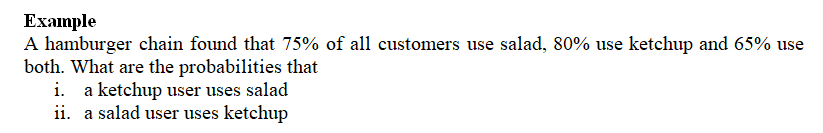 Example
A hamburger chain found that 75% of all customers use salad, 80% use ketchup and 65% use
both. What are the probabilities that
i. a ketchup user uses salad
ii. a salad user uses ketchup